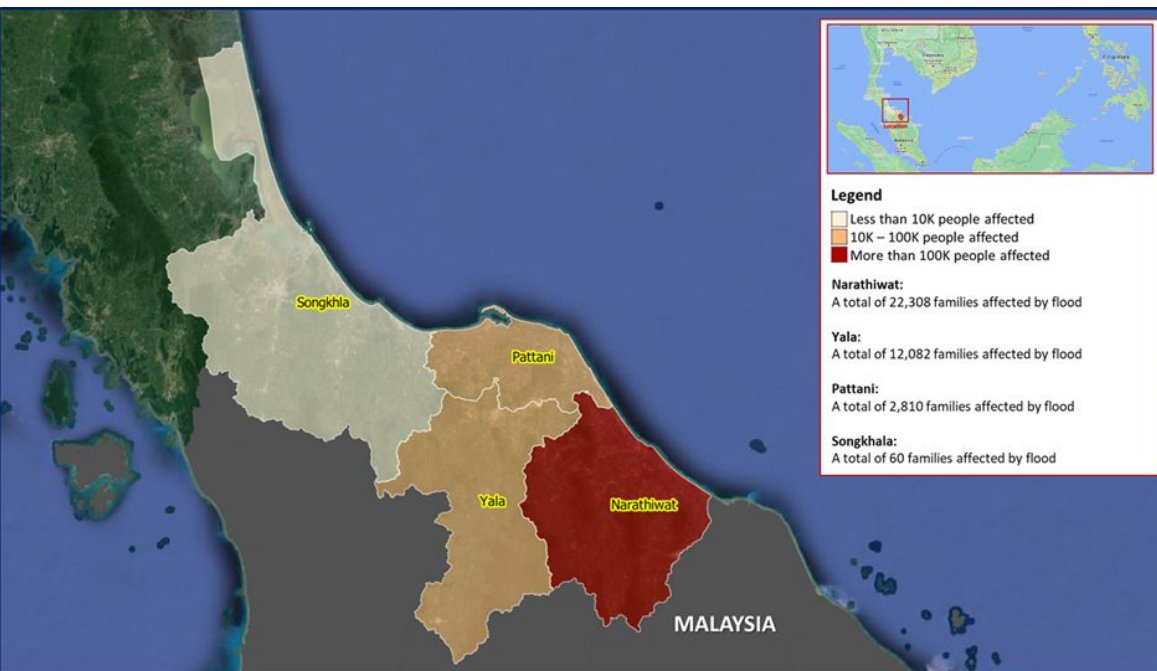 Songkhla
Pattani
Yala
Narathiwat
MALAYSIA
Location
Legend
Less than 10K people affected
10K – 100K people affected
More than 100K people affected
Narathiwat:
A total of 22,308 families affected by flood
Yala:
A total of 12,082 families affected by flood
Pattani:
A total of 2,810 families affected by flood
Songkhala:
A total of 60 families affected by flood